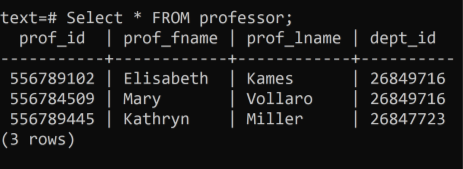 text=# Select * FROM professor;
  prof_id  | prof_fname | prof_lname | dept_id
-----------+------------+------------+----------
 556789102 | Elisabeth  | Kames      | 26849716
 556784509 | Mary       | Vollaro    | 26849716
 556789445 | Kathryn    | Miller     | 26847723
(3 rows)